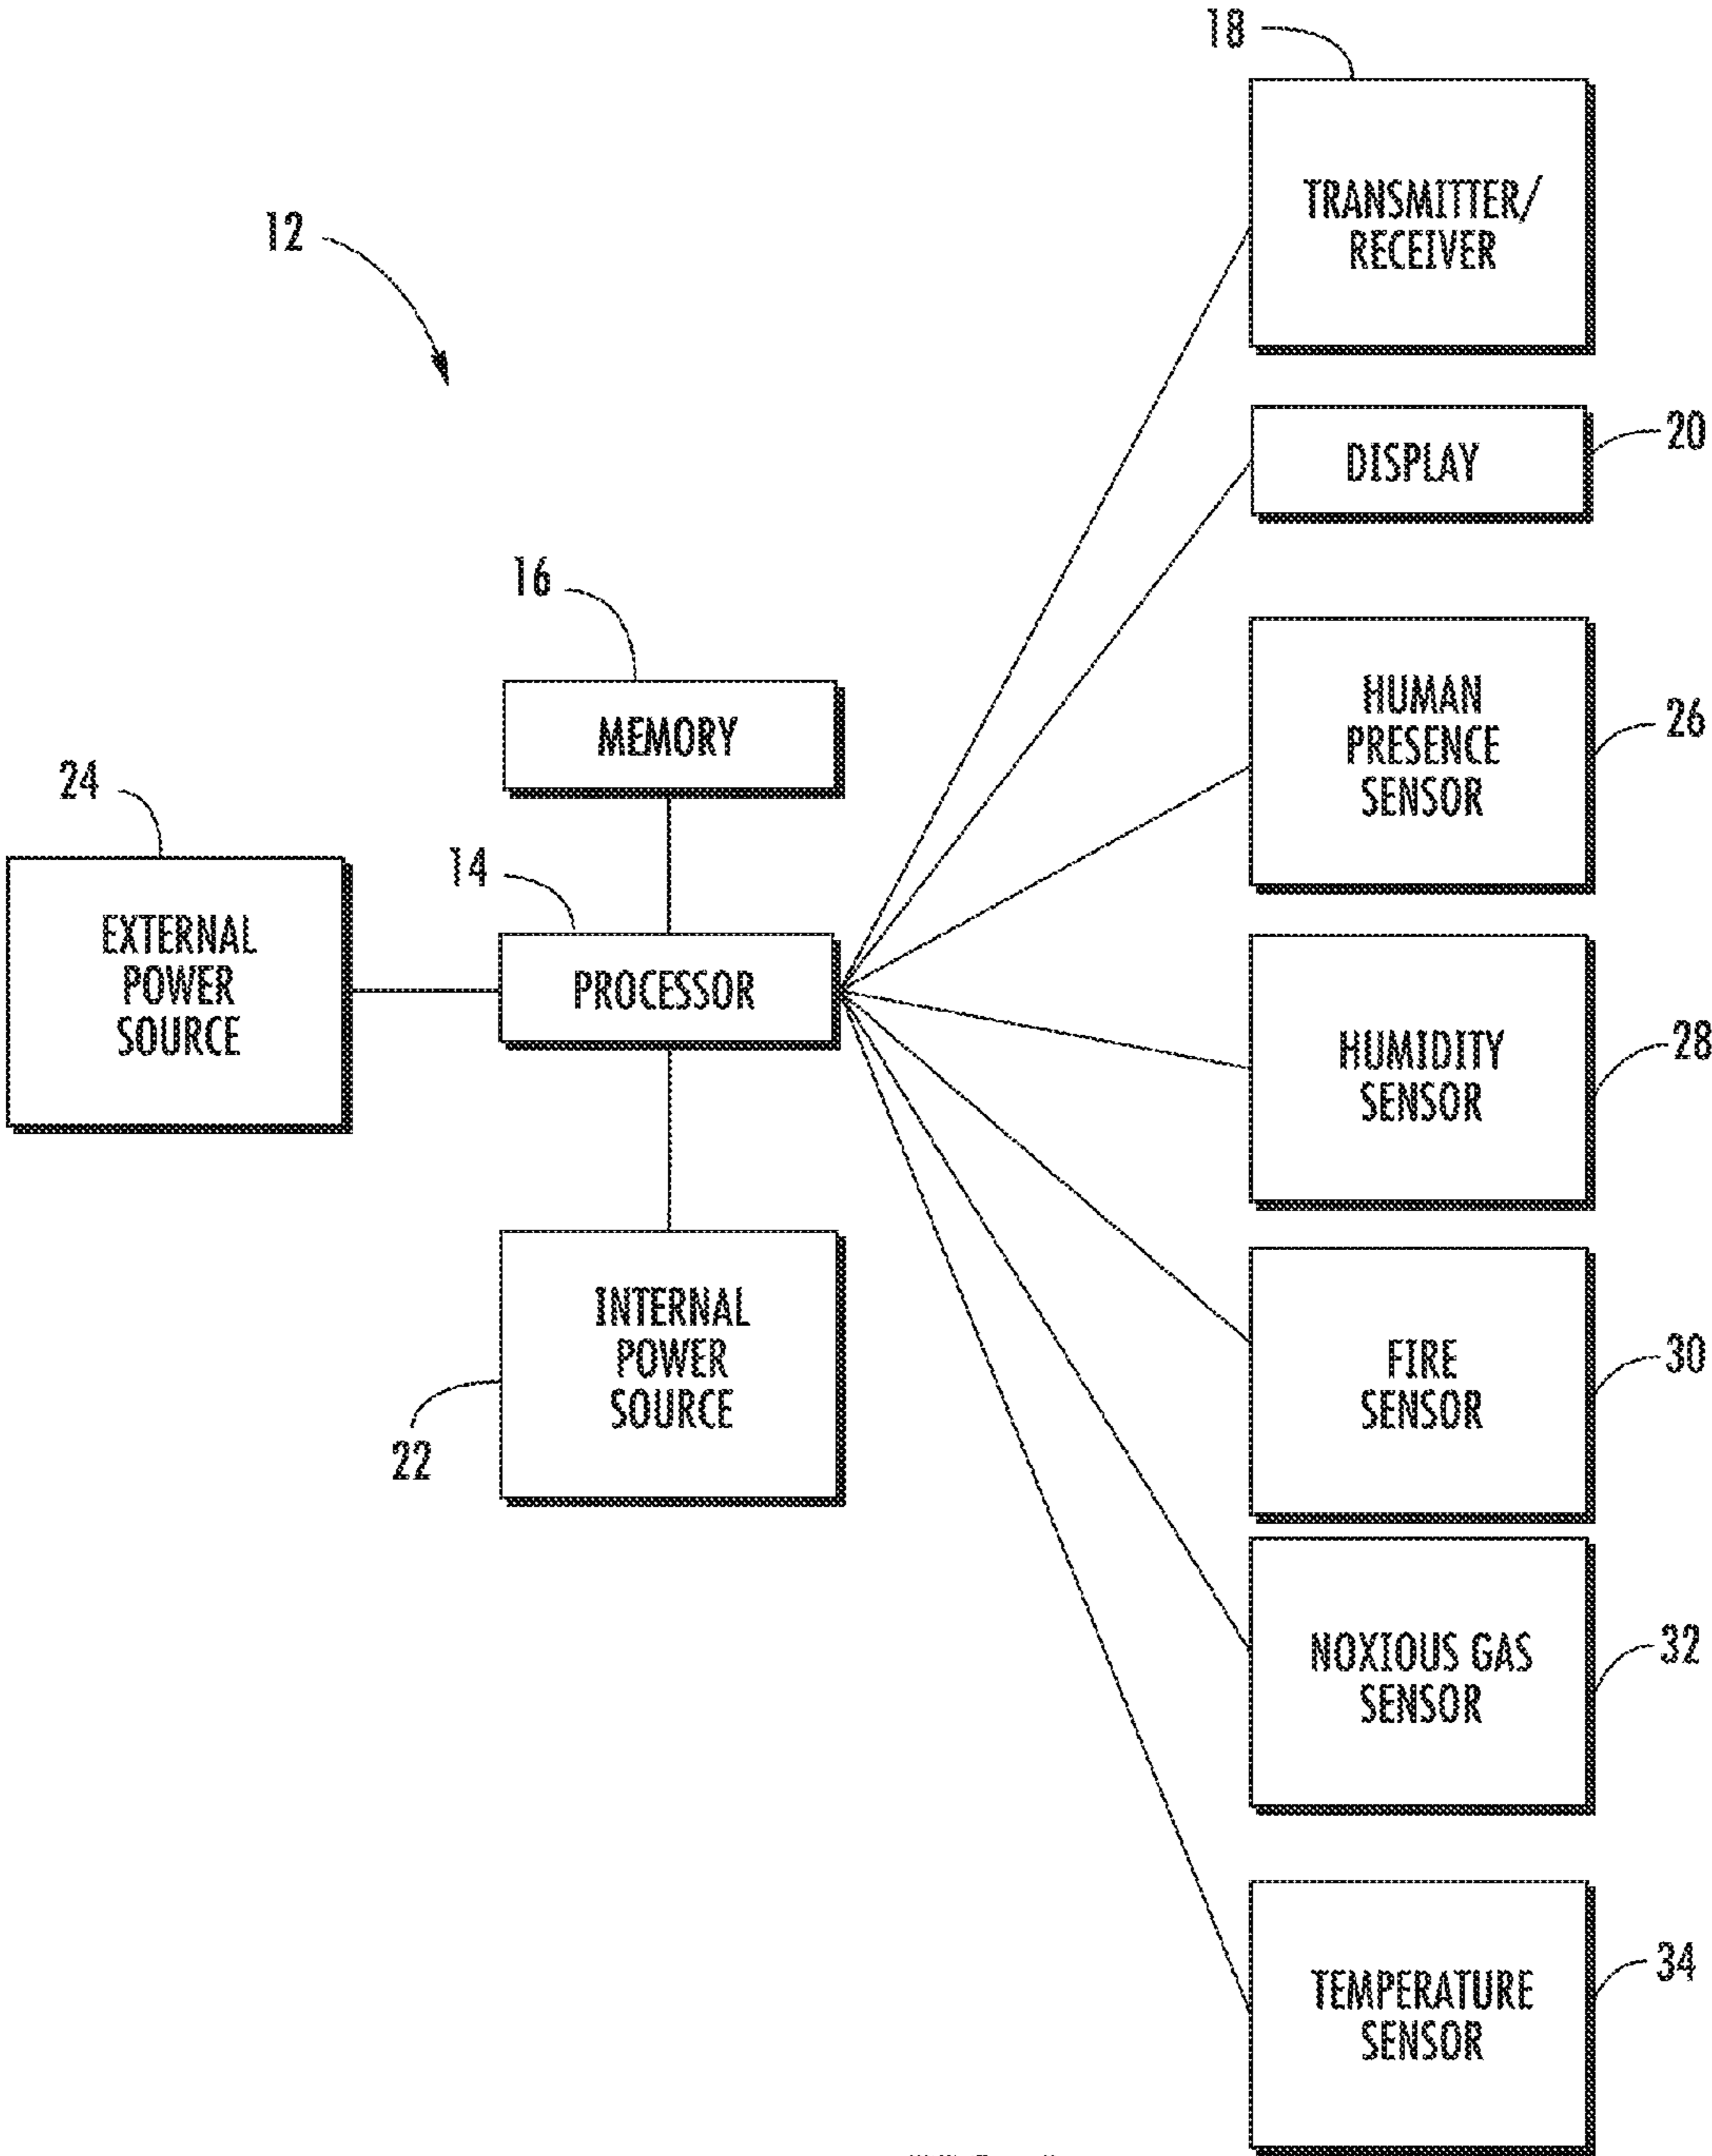 18
TRANSMITTER/
RECEIVER
12
20
DISPLAY
16
MEMORY
HUMAN
PRESENCE
SENSOR
26
24
EXTERNAL
POWER
SOURCE
14
PROCESSOR
HUMIDITY
SENSOR
28
INTERNAL
POWER
SOURCE
22
FIRE
SENSOR
30
NOXIOUS GAS
SENSOR
32
TEMPERATURE
SENSOR
34